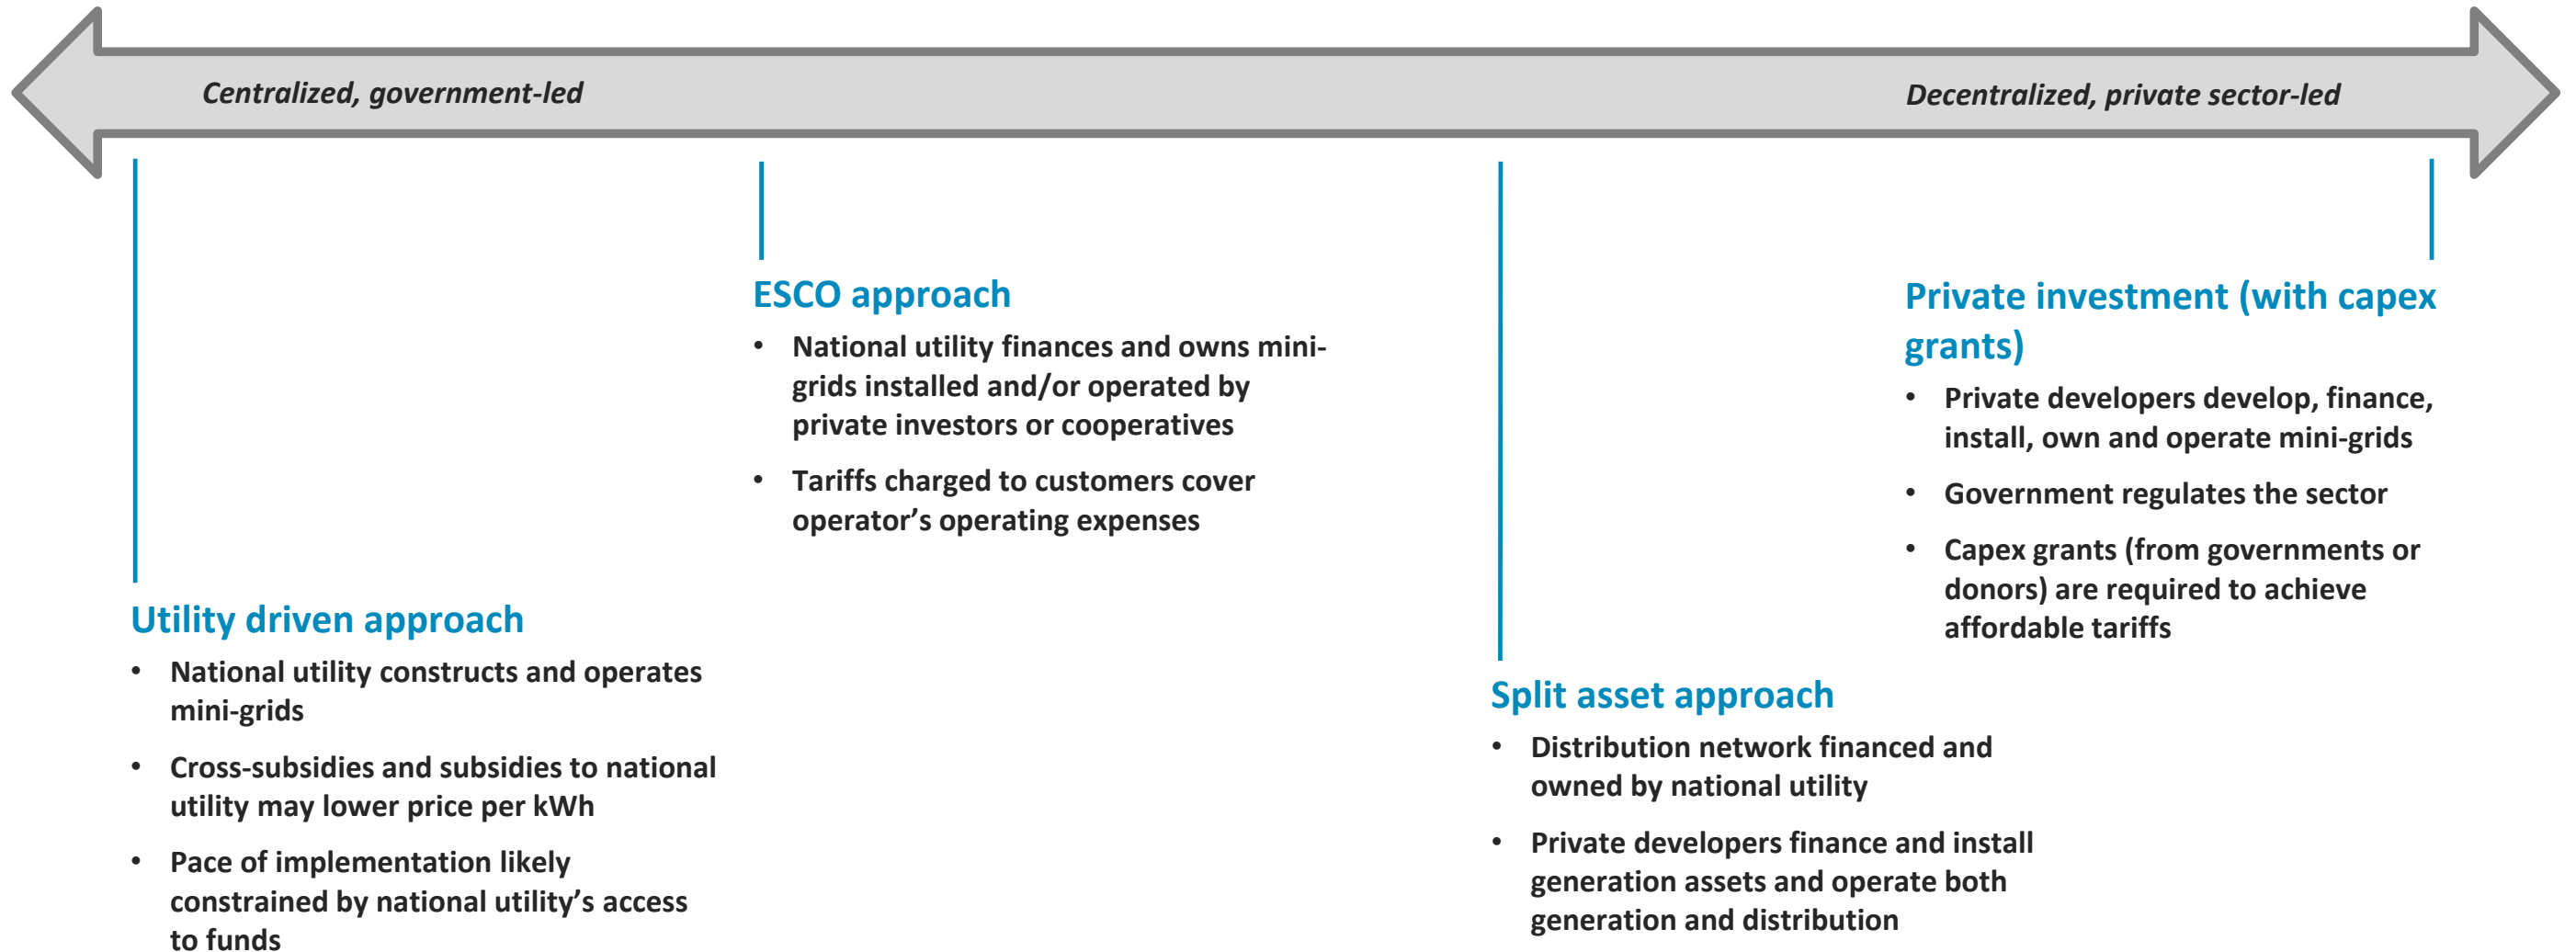 Centralized, government-led
Decentralized, private sector-led
Utility driven approach
• National utility constructs and operates
mini-grids
• Cross-subsidies and subsidies to national
utility may lower price per kWh
• Pace of implementation likely
constrained by national utility’s access
to funds
ESCO approach
• National utility finances and owns mini-
grids installed and/or operated by
private investors or cooperatives
• Tariffs charged to customers cover
operator’s operating expenses
Split asset approach
• Distribution network financed and
owned by national utility
• Private developers finance and install
generation assets and operate both
generation and distribution
Private investment (with capex
grants)
• Private developers develop, finance,
install, own and operate mini-grids
• Government regulates the sector
• Capex grants (from governments or
donors) are required to achieve
affordable tariffs